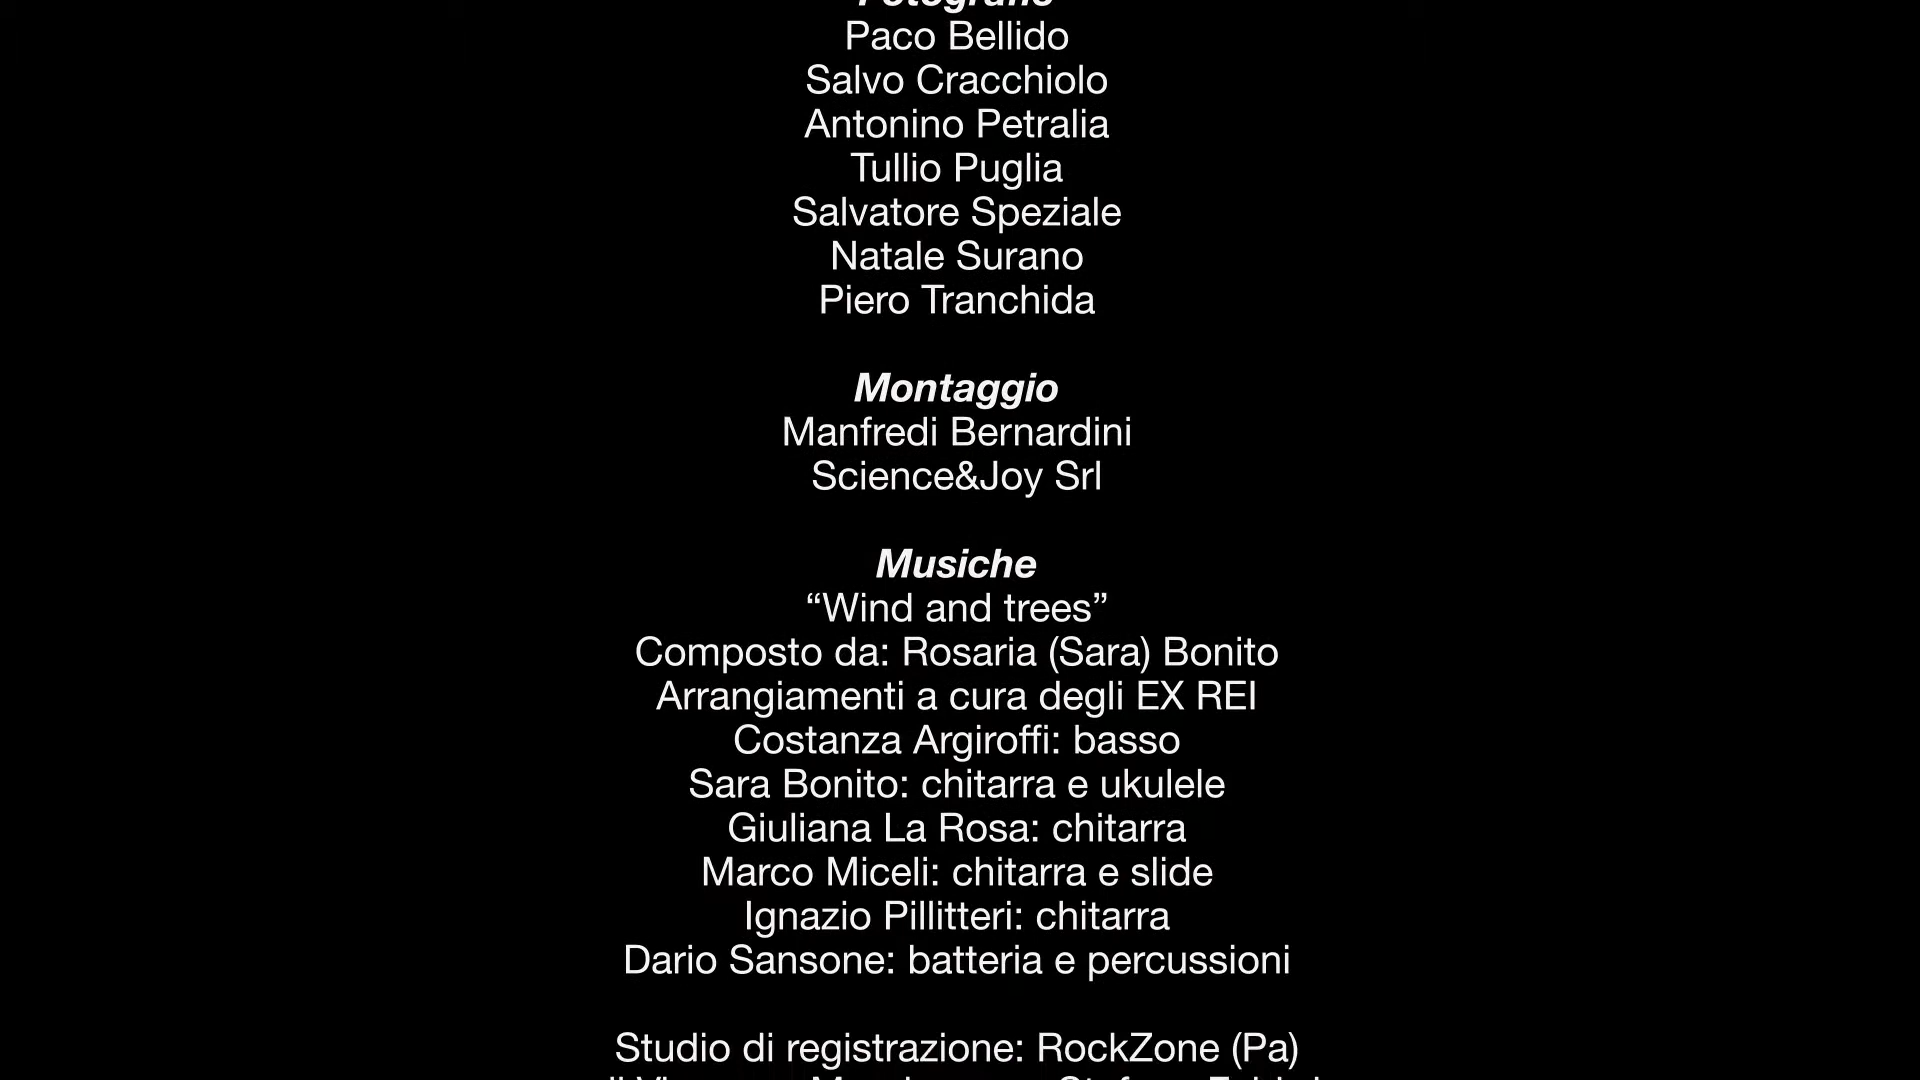 Fotografie
Paco Bellido
Salvo Cracchiolo
Antonino Petralia
Tullio Puglia
Salvatore Speziale
Natale Surano
Piero Tranchida
Montaggio
Manfredi Bernardini
Science&Joy Srl
Musiche
“Wind and trees”
Composto da: Rosaria (Sara) Bonito
Arrangiamenti a cura degli EX REI
Costanza Argiroffi: basso
Sara Bonito: chitarra e ukulele
Giuliana La Rosa: chitarra
Marco Miceli: chitarra e slide
Ignazio Pillitteri: chitarra
Dario Sansone: batteria e percussioni
Studio di registrazione: RockZone (Pa)